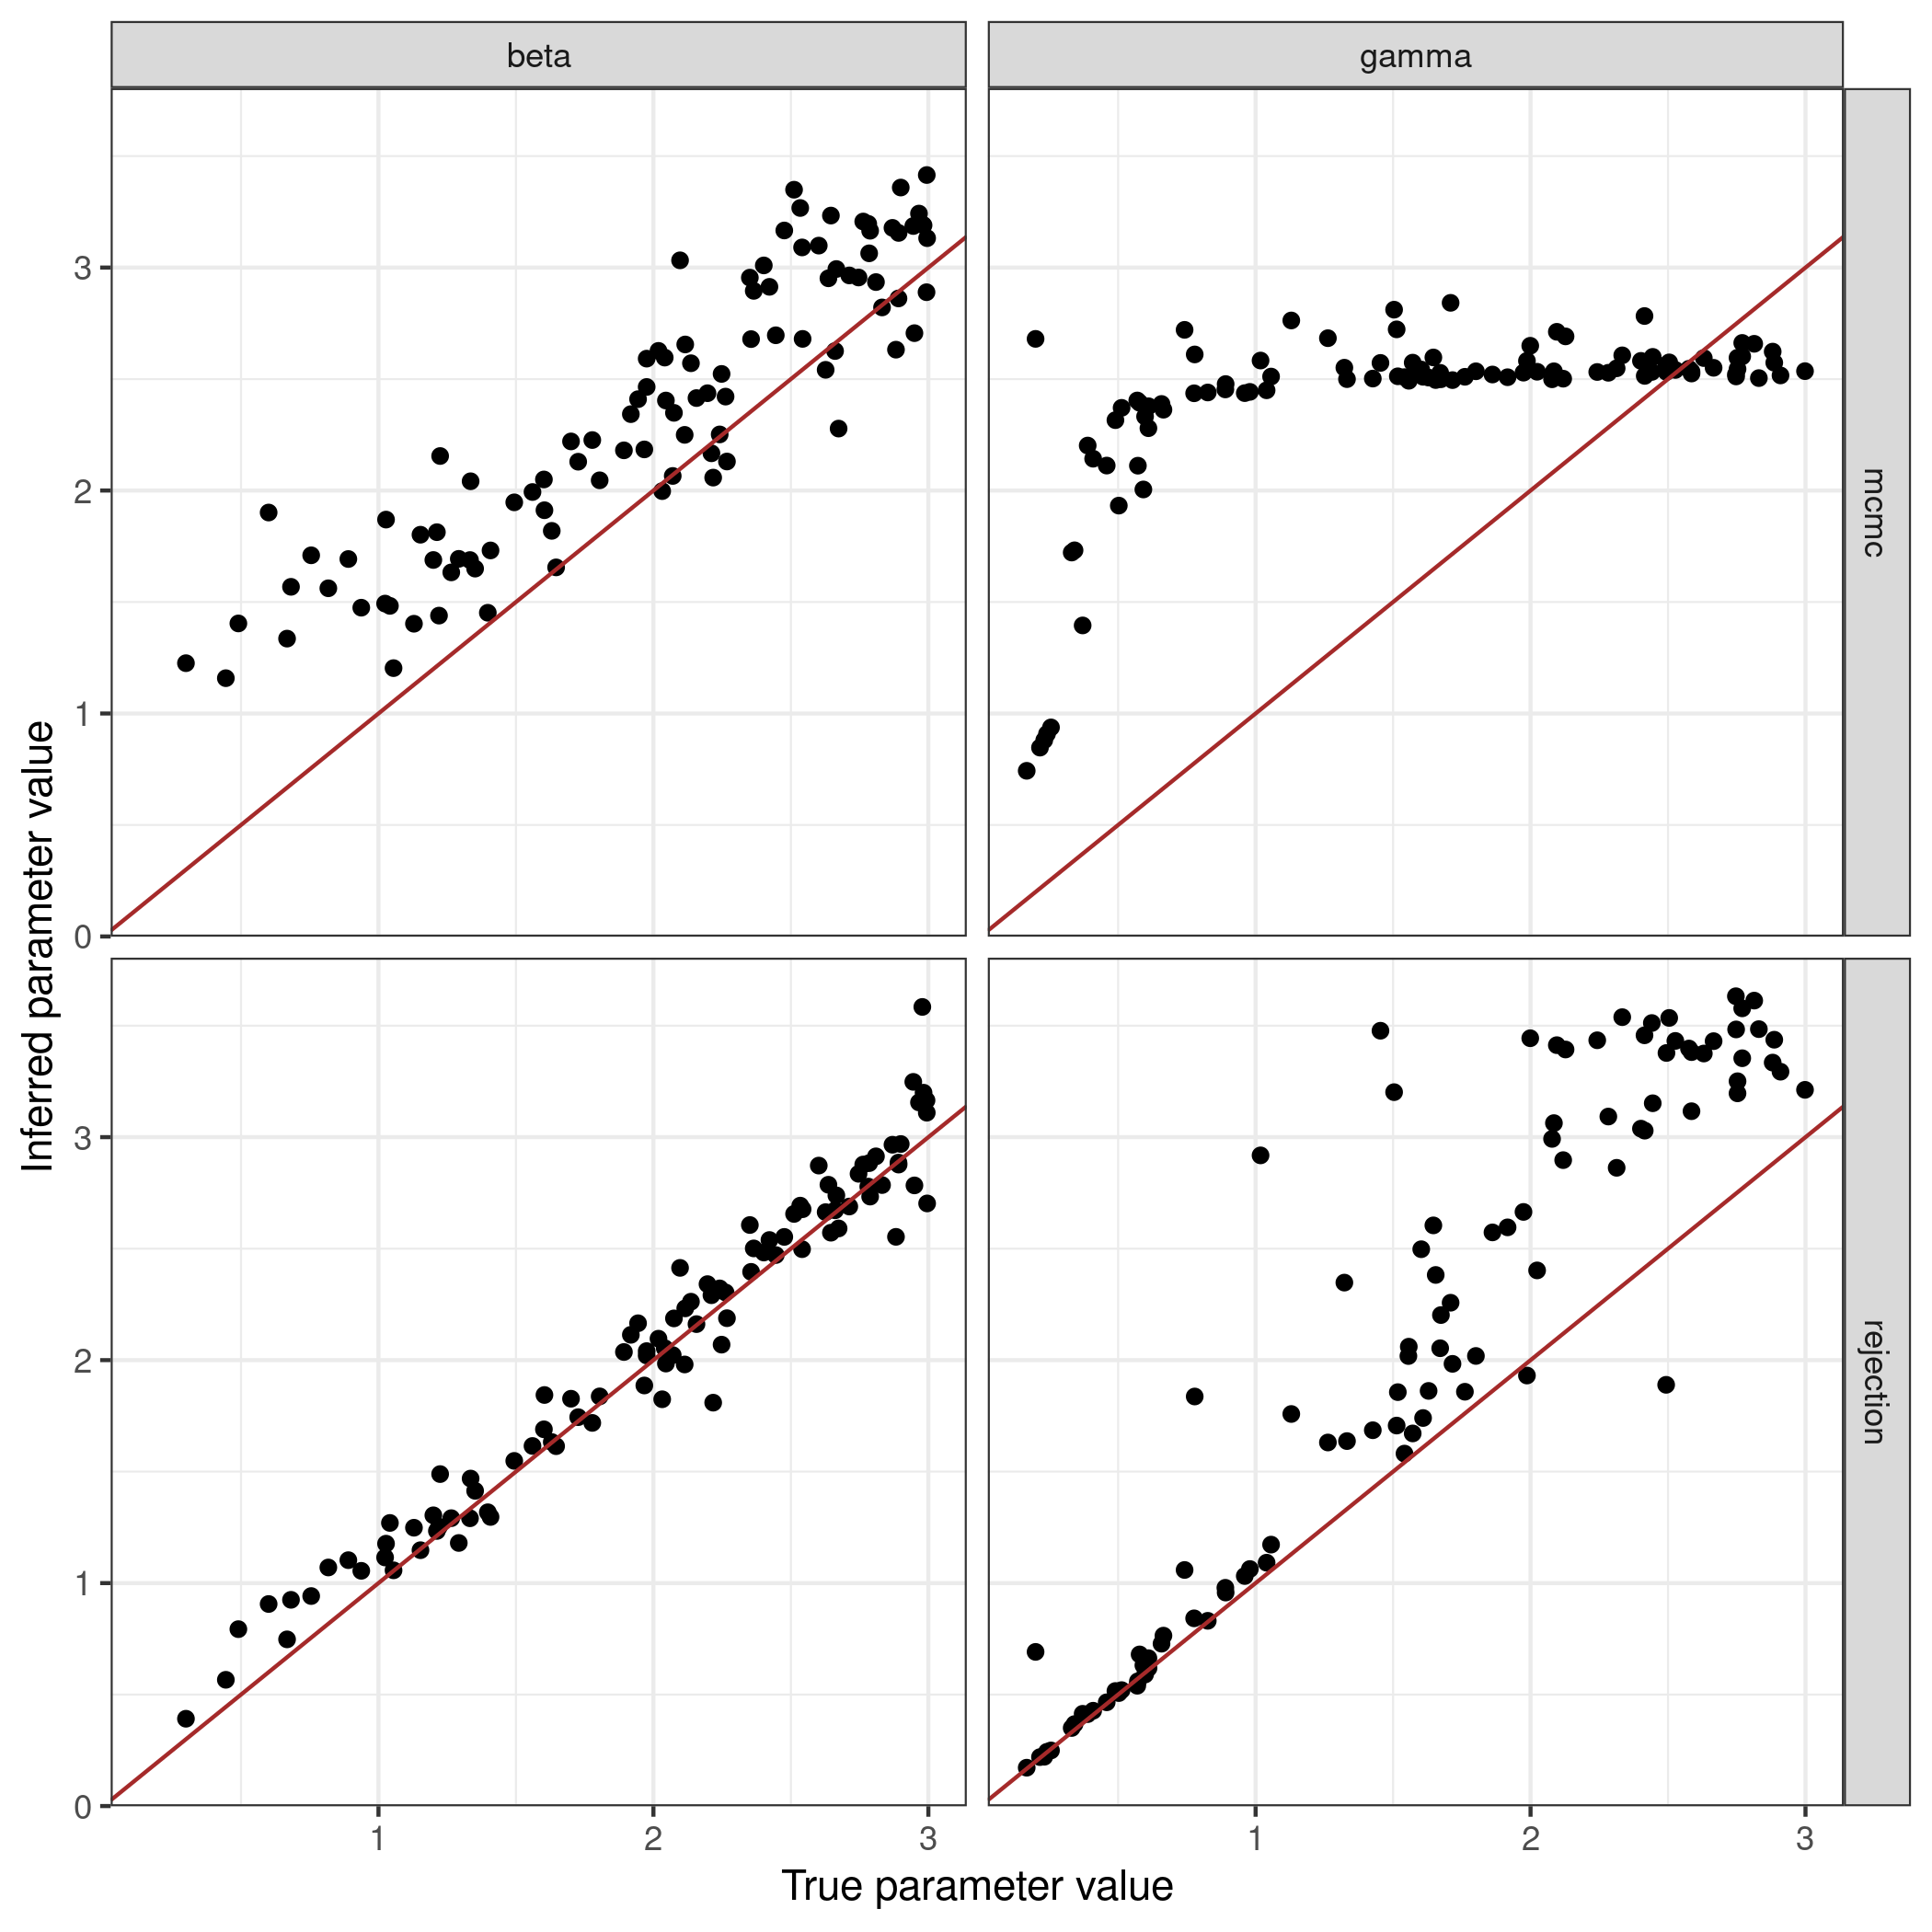 beta
gamma
mcmc
rejection
Inferred parameter value
3
2
1
0
3
2
1
0
1
2
3
1
2
3
True parameter value